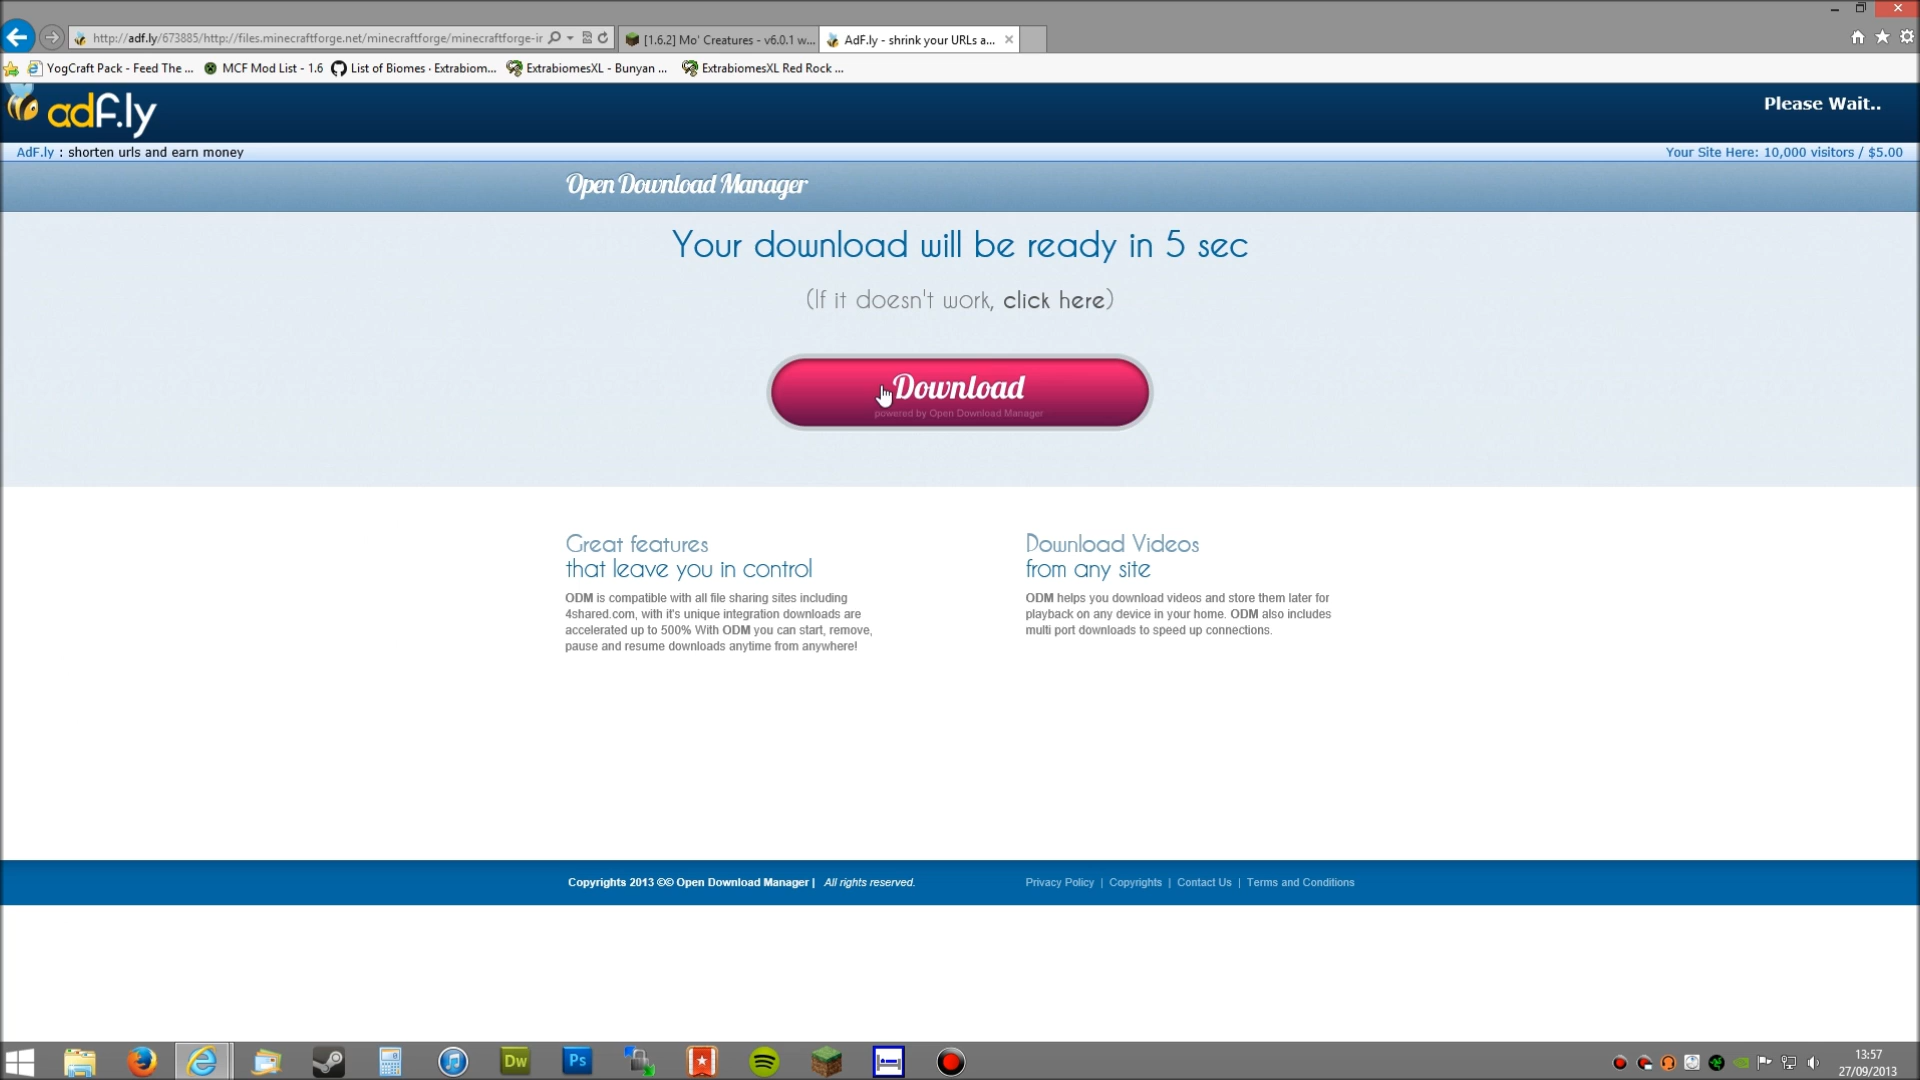 http://adf.ly/673885/http://files.minecraftforge.net/minecraftforge/minecraftforge-ir
[1.6.2] Mo' Creatures - v6.0.1 w...
AdF.ly - shrink your URLs a...
YogCraft Pack - Feed The ...
MCF Mod List - 1.6
List of Biomes · Extrabiom...
ExtrabiomesXL - Bunyan ...
ExtrabiomesXL Red Rock ...
adf.ly
Please Wait..
AdF.ly : shorten urls and earn money
Your Site Here: 10,000 visitors / $5.00
Open Download Manager
Your download will be ready in 5 sec
(If it doesn't work, click here)
Download
powered by Open Download Manager
Great features
that leave you in control
ODM is compatible with all file sharing sites including
4shared.com, with it's unique integration downloads are
accelerated up to 500% With ODM you can start, remove,
pause and resume downloads anytime from anywhere!
Download Videos
from any site
ODM helps you download videos and store them later for
playback on any device in your home. ODM also includes
multi port downloads to speed up connections.
Copyrights 2013 ©© Open Download Manager | All rights reserved.
Privacy Policy | Copyrights | Contact Us | Terms and Conditions
Dw
Ps
13:57
27/09/2013